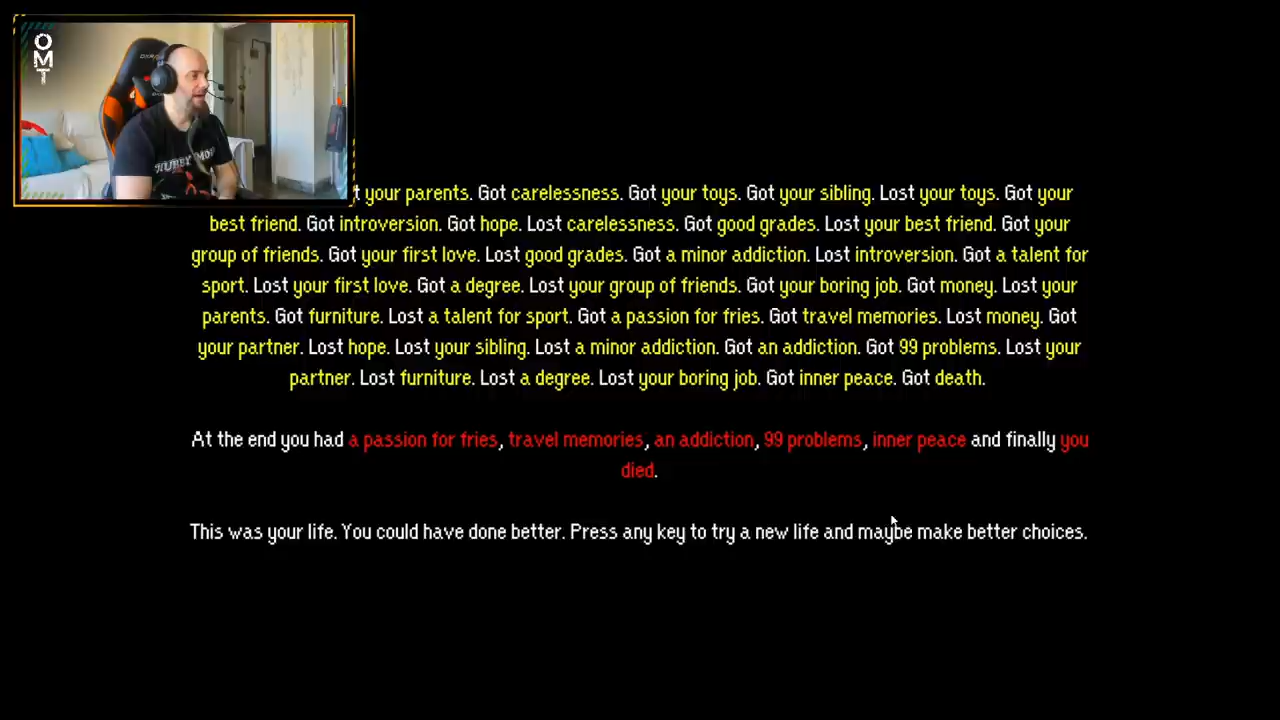 OMT
your parents. Got carelessness. Got your toys. Got your sibling. Lost your toys. Got your
best friend. Got introversion. Got hope. Lost carelessness. Got good grades. Lost your best friend. Got your
group of friends. Got your first love. Lost good grades. Got a minor addiction. Lost introversion. Got a talent for
sport. Lost your first love. Got a degree. Lost your group of friends. Got your boring job. Got money. Lost your
parents. Got furniture. Lost a talent for sport. Got a passion for fries. Got travel memories. Lost money. Got
your partner. Lost hope. Lost your sibling. Lost a minor addiction. Got an addiction. Got 99 problems. Lost your
partner. Lost furniture. Lost a degree. Lost your boring job. Got inner peace. Got death.
At the end you had a passion for fries, travel memories, an addiction, 99 problems, inner peace and finally you
died.
This was your life. You could have done better. Press any key to try a new life and maybe make better choices.